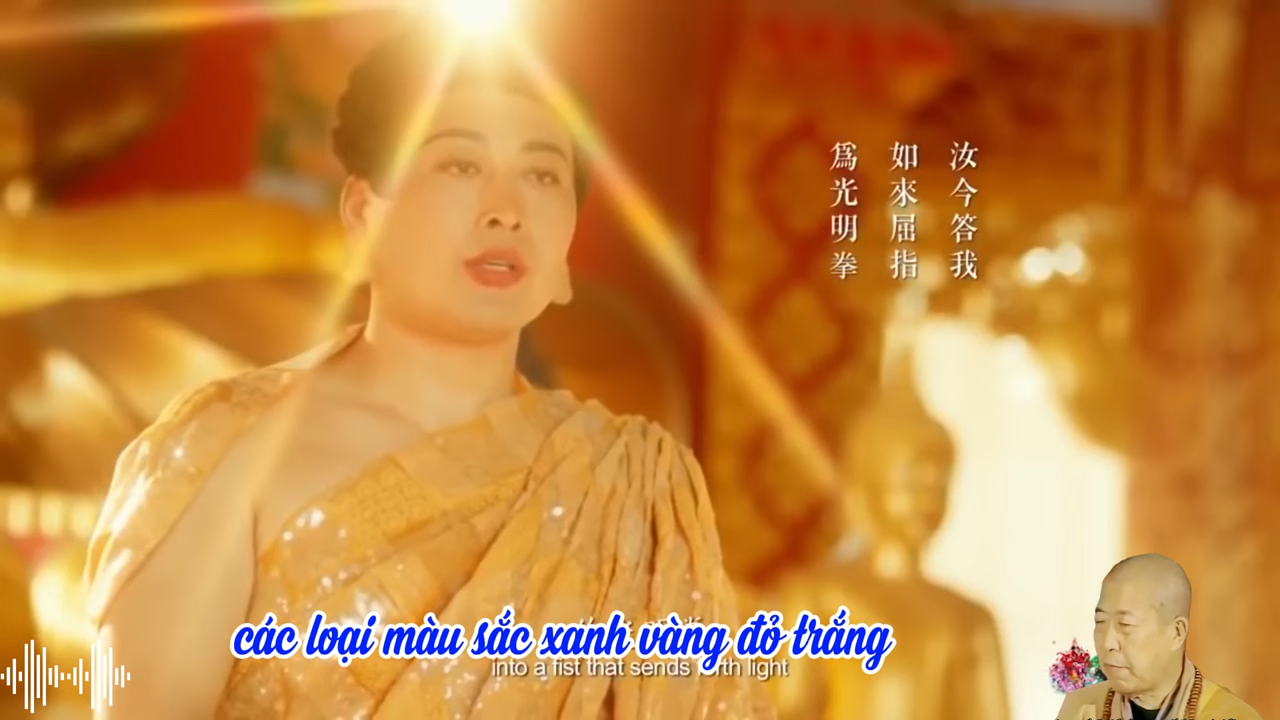 汝今答我
如來屈指
爲光明拳
các loại màu sắc xanh vàng đỏ trắng
into a fist that sends forth light